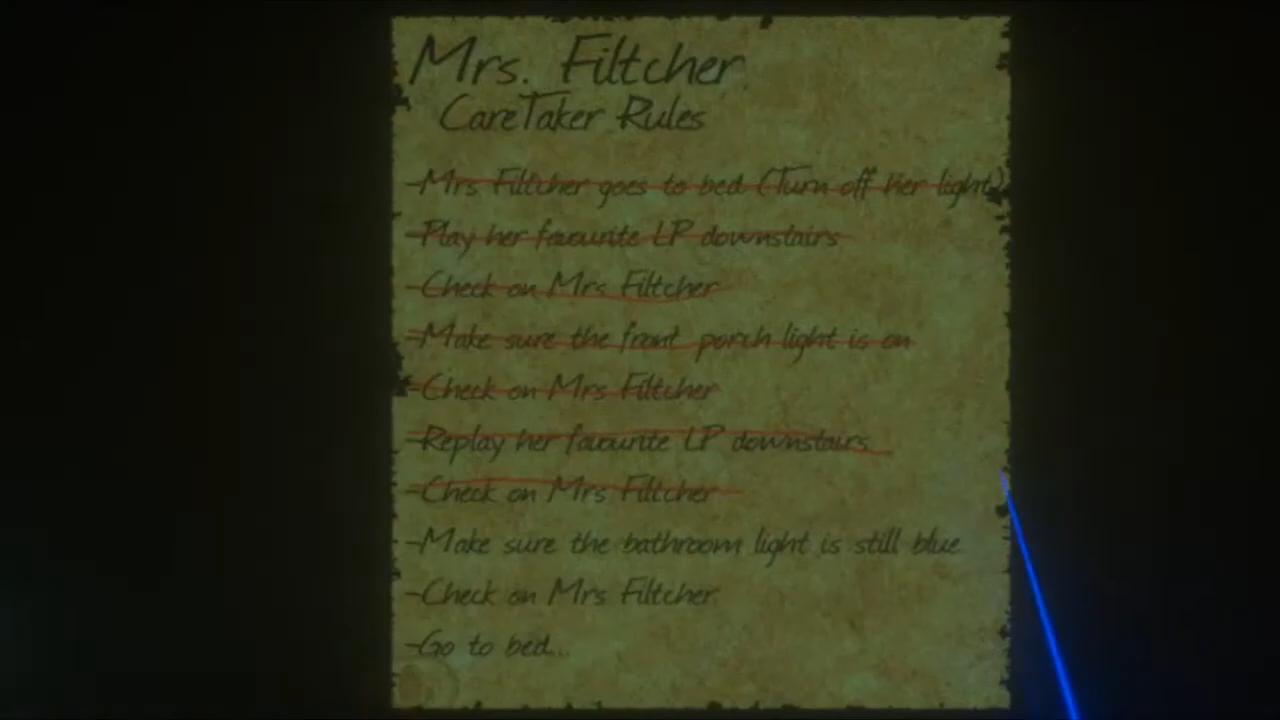 Mrs. Filtcher
CareTaker Rules
-Mrs Filtcher goes to bed (Turn off her light)
-Play her favourite LP downstairs
-Check on Mrs Filtcher
-Make sure the front porch light is on
-Check on Mrs Filtcher
-Replay her favourite LP downstairs
-Check on Mrs Filtcher
-Make sure the bathroom light is still blue
-Check on Mrs Filtcher
-Go to bed...